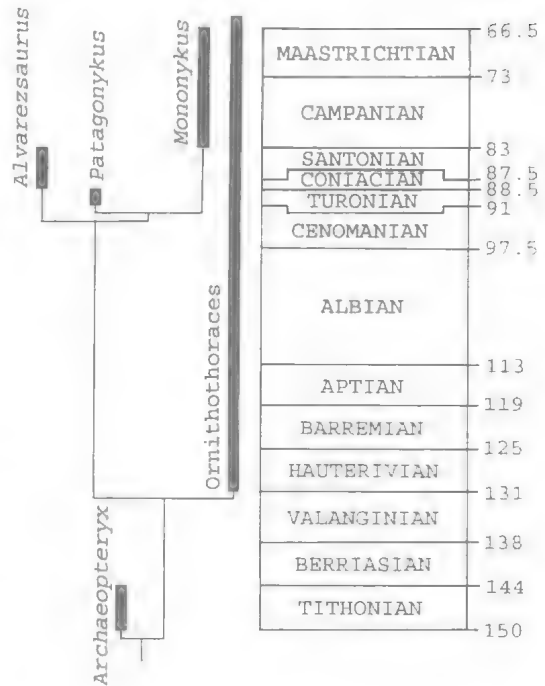 Alvarezsaurus
Patagonykus
Mononykus
Ornithothoraces
Archaeopteryx
66.5
MAASTRICHTIAN
73
CAMPANIAN
83
SANTONIAN
87.5
CONIACIAN
88.5
TURONIAN
91
CENOMANIAN
97.5
ALBIAN
113
APTIAN
119
BARREMIAN
125
HAUTERIVIAN
131
VALANGINIAN
138
BERRIASIAN
144
TITHONIAN
150